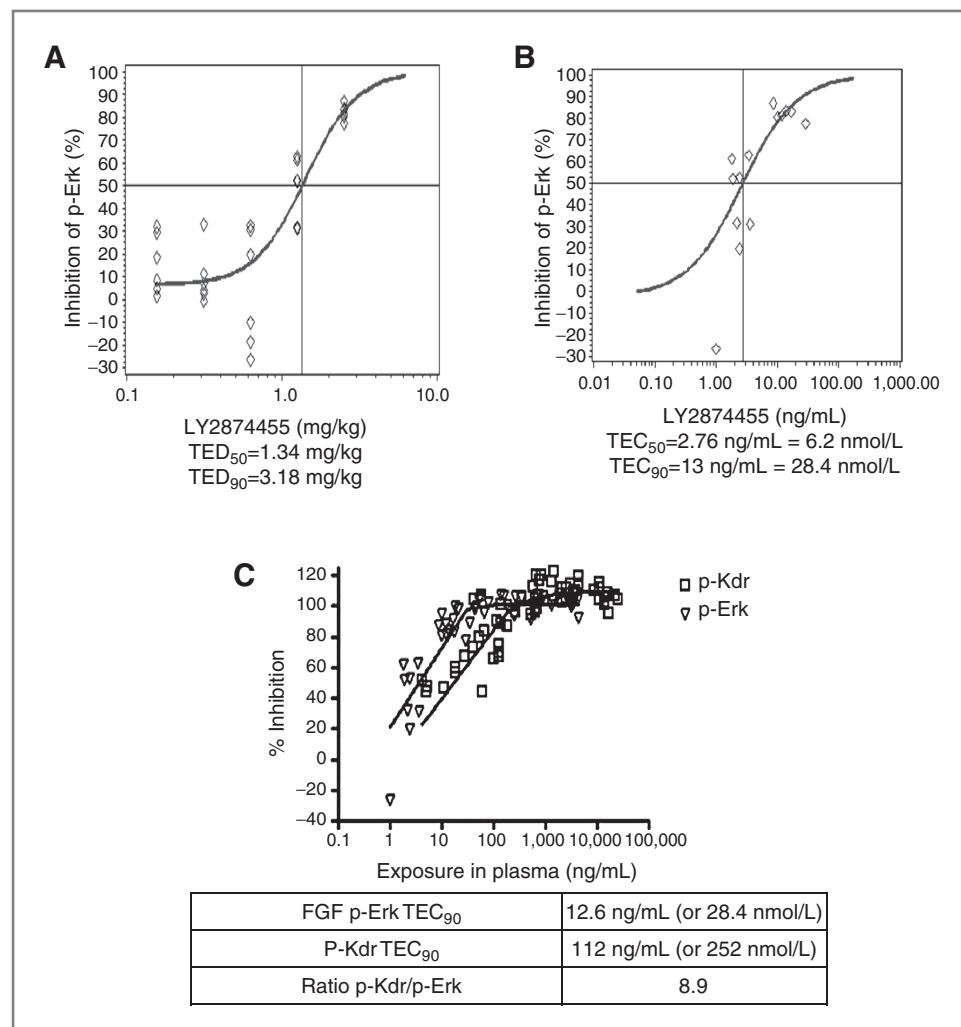 A
Inhibition of p-Erk (%)
100
90
80
70
60
50
40
30
20
10
0
−10
−20
−30
0.1
1.0
10.0
LY2874455 (mg/kg)
TED50=1.34 mg/kg
TED90=3.18 mg/kg
B
Inhibition of p-Erk (%)
100
90
80
70
60
50
40
30
20
10
0
−10
−20
−30
0.01
0.10
1.00
10.00
1,000.00
LY2874455 (ng/mL)
TEC50=2.76 ng/mL = 6.2 nmol/L
TEC90=13 ng/mL = 28.4 nmol/L
C
% Inhibition
120
100
80
60
40
20
0
−20
−40
0.1
1
10
100
1,000
10,000
100,000
Exposure in plasma (ng/mL)
p-Kdr
p-Erk
FGF p-Erk TEC90 12.6 ng/mL (or 28.4 nmol/L)
P-Kdr TEC90 112 ng/mL (or 252 nmol/L)
Ratio p-Kdr/p-Erk 8.9